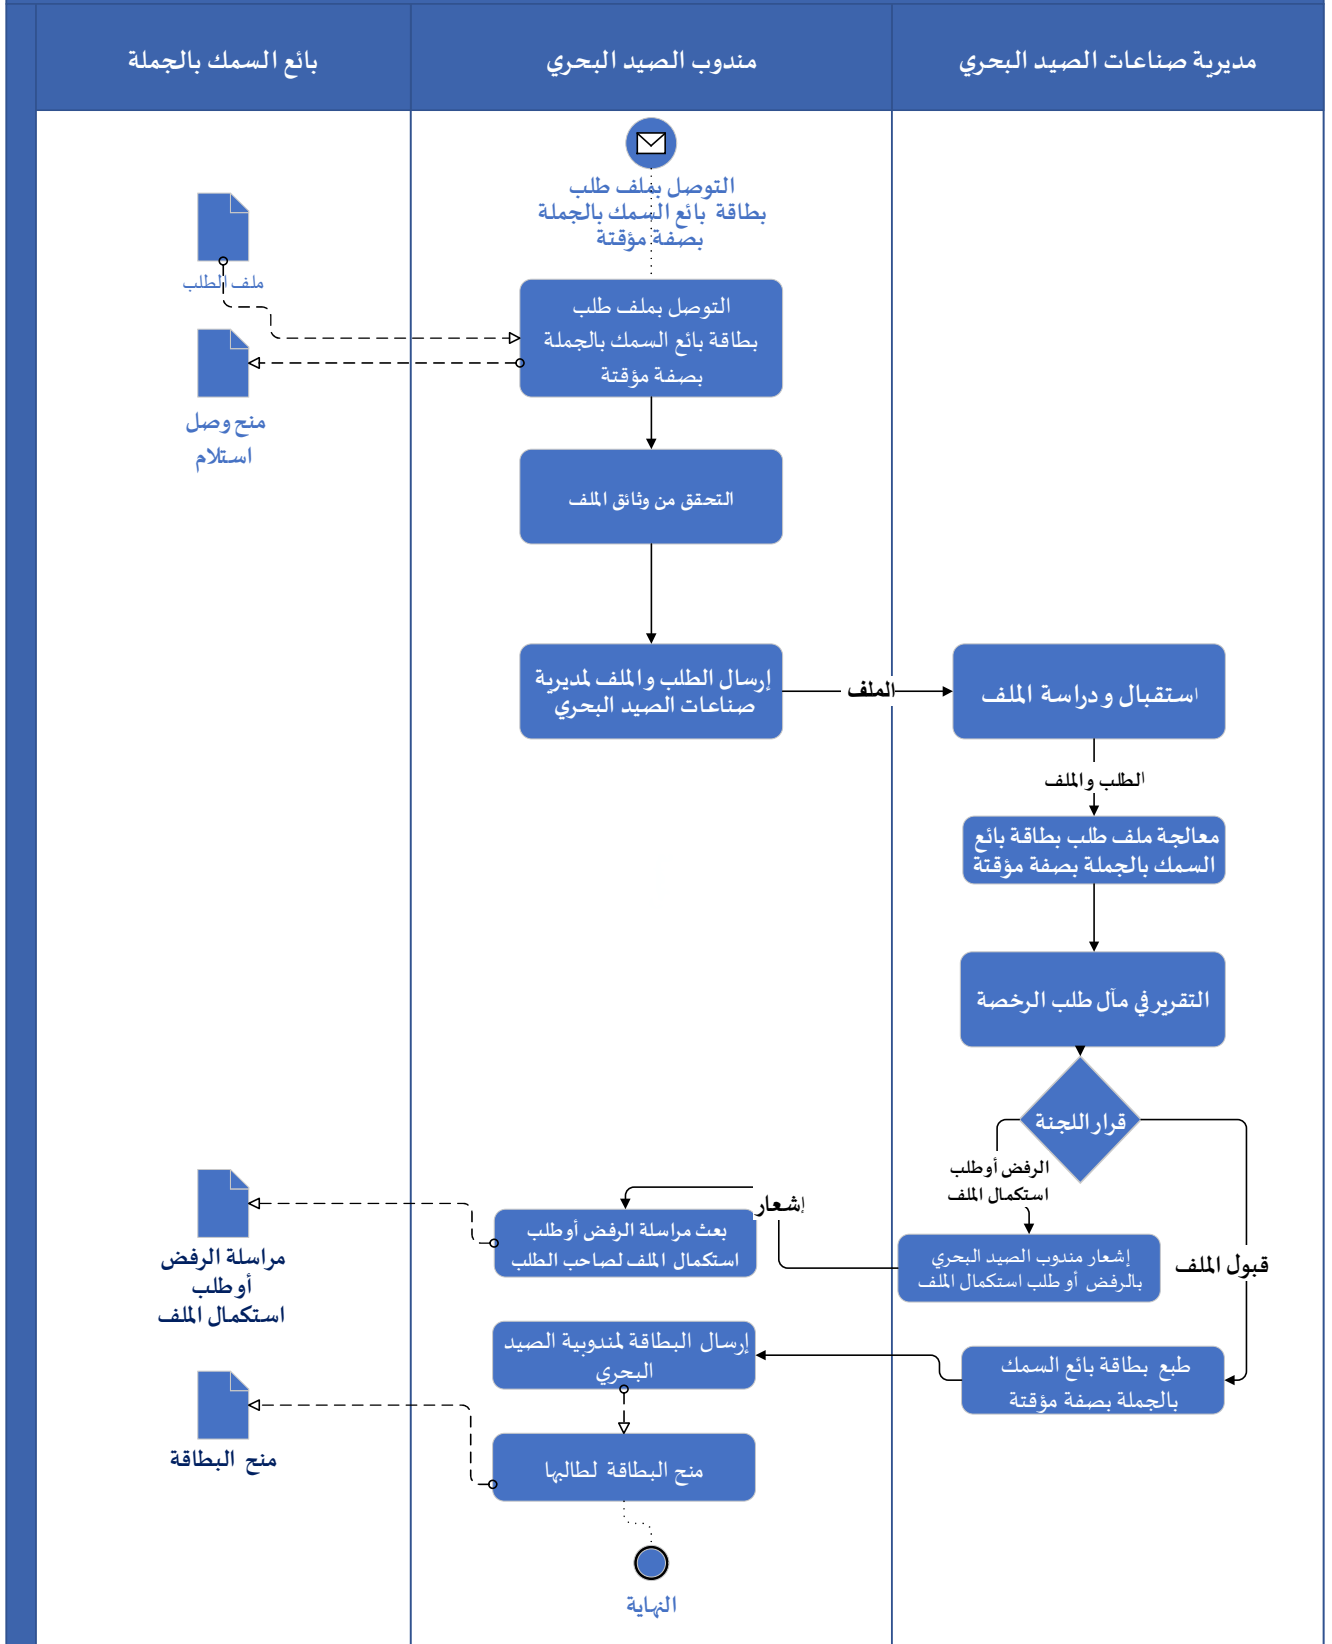 مديرية صناعات الصيد البحري
مندوب الصيد البحري
بائع السمك بالجملة
التوصل بملف طلب
بطاقة بائع السمك بالجملة
بصفة مؤقتة
ملف الطلب
التوصل بملف طلب
بطاقة بائع السمك بالجملة
بصفة مؤقتة
منح وصل
استلام
التحقق من وثائق الملف
إرسال الطلب والملف لمديرية
صناعات الصيد البحري
الملف
استقبال ودراسة الملف
الطلب والملف
معالجة ملف طلب بطاقة بائع
السمك بالجملة بصفة مؤقتة
التقرير في مآل طلب الرخصة
قرار اللجنة
الرفض أو طلب
استكمال الملف
قبول الملف
إشعار مندوب الصيد البحري
بالرفض أو طلب استكمال الملف
إشعار
بعث مراسلة الرفض أو طلب
استكمال الملف لصاحب الطلب
مراسلة الرفض
أو طلب
استكمال الملف
طبع بطاقة بائع السمك
بالجملة بصفة مؤقتة
إرسال البطاقة لمندوبية الصيد
البحري
منح البطاقة لطالبها
منح البطاقة
النهاية